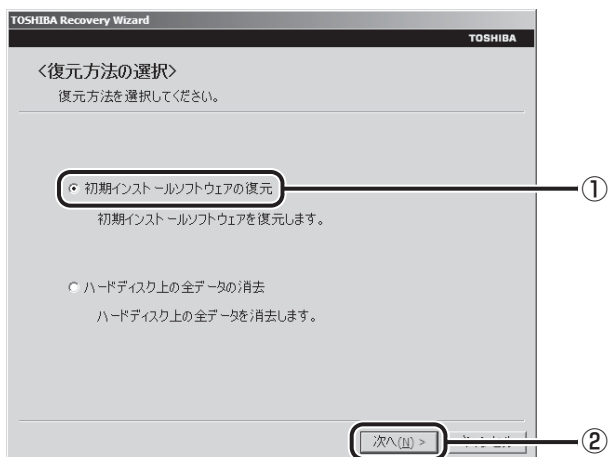 TOSHIBA Recovery Wizard
TOSHIBA
<復元方法の選択>
復元方法を選択してください。
初期インストールソフトウェアの復元
①
初期インストールソフトウェアを復元します。
ハードディスク上の全データの消去
ハードディスク上の全データを消去します。
次へ(N) >
②